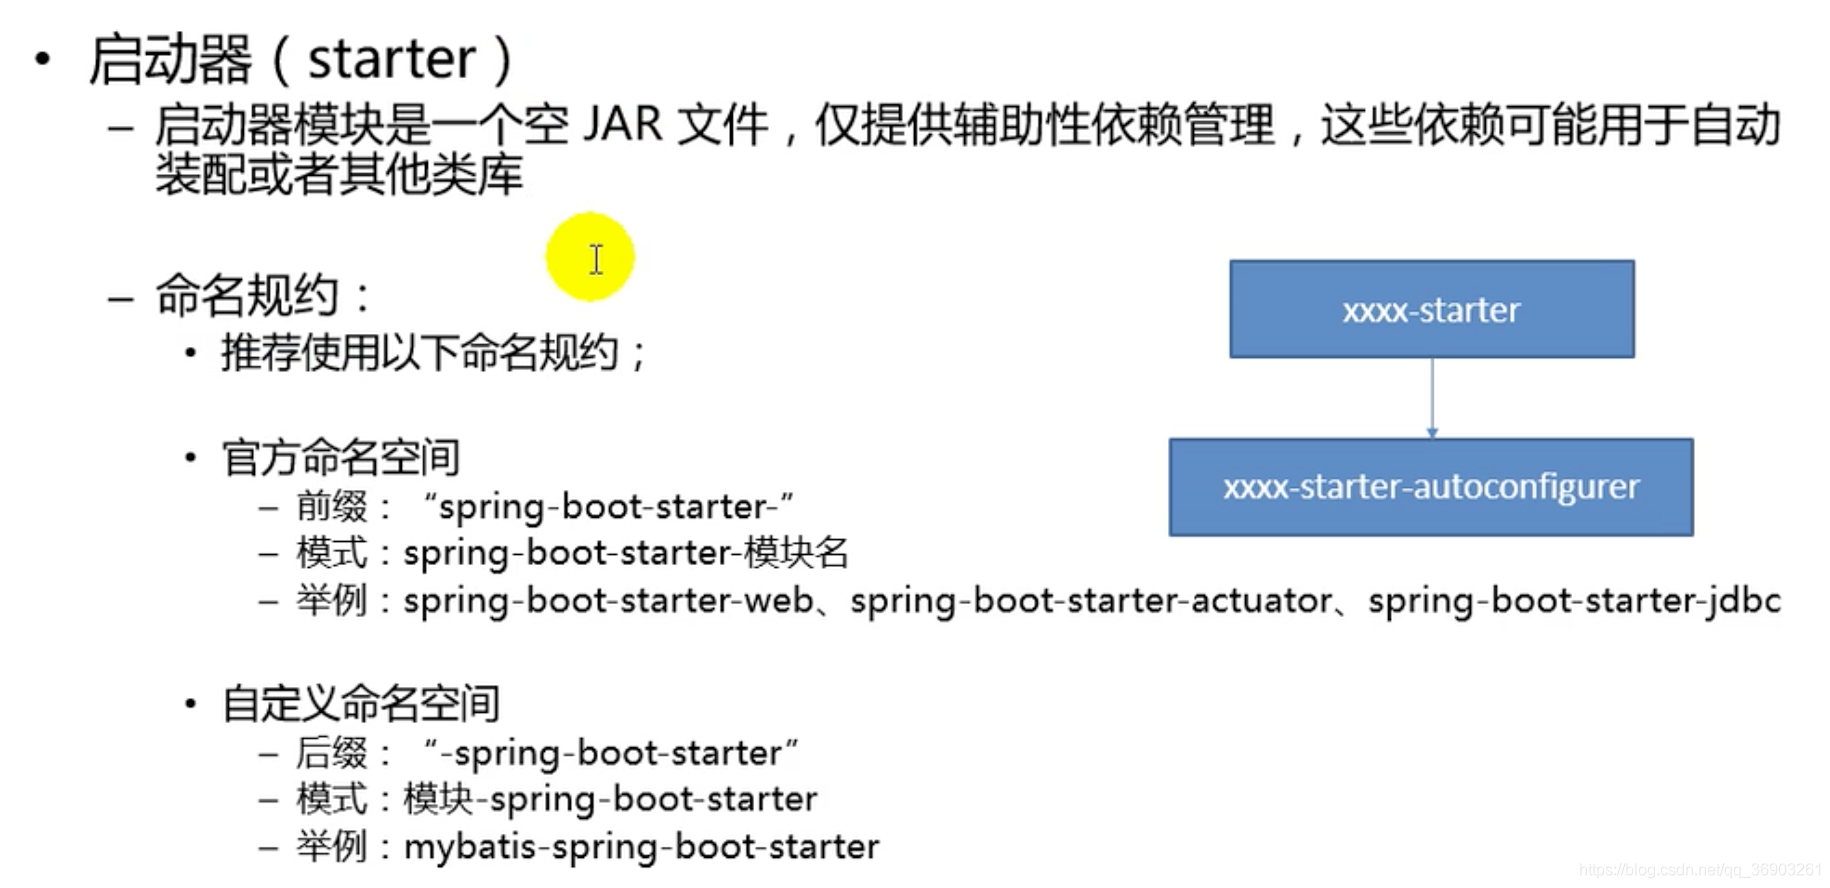 • 启动器（starter）
– 启动器模块是一个空 JAR 文件，仅提供辅助性依赖管理，这些依赖可能用于自动
装配或者其他类库
– 命名规约：
• 推荐使用以下命名规约；
• 官方命名空间
– 前缀：“spring-boot-starter-”
– 模式：spring-boot-starter-模块名
– 举例：spring-boot-starter-web、spring-boot-starter-actuator、spring-boot-starter-jdbc
• 自定义命名空间
– 后缀：“-spring-boot-starter”
– 模式：模块-spring-boot-starter
– 举例：mybatis-spring-boot-starter
xxxx-starter
xxxx-starter-autoconfigurer
https://blog.csdn.net/qq_36903261